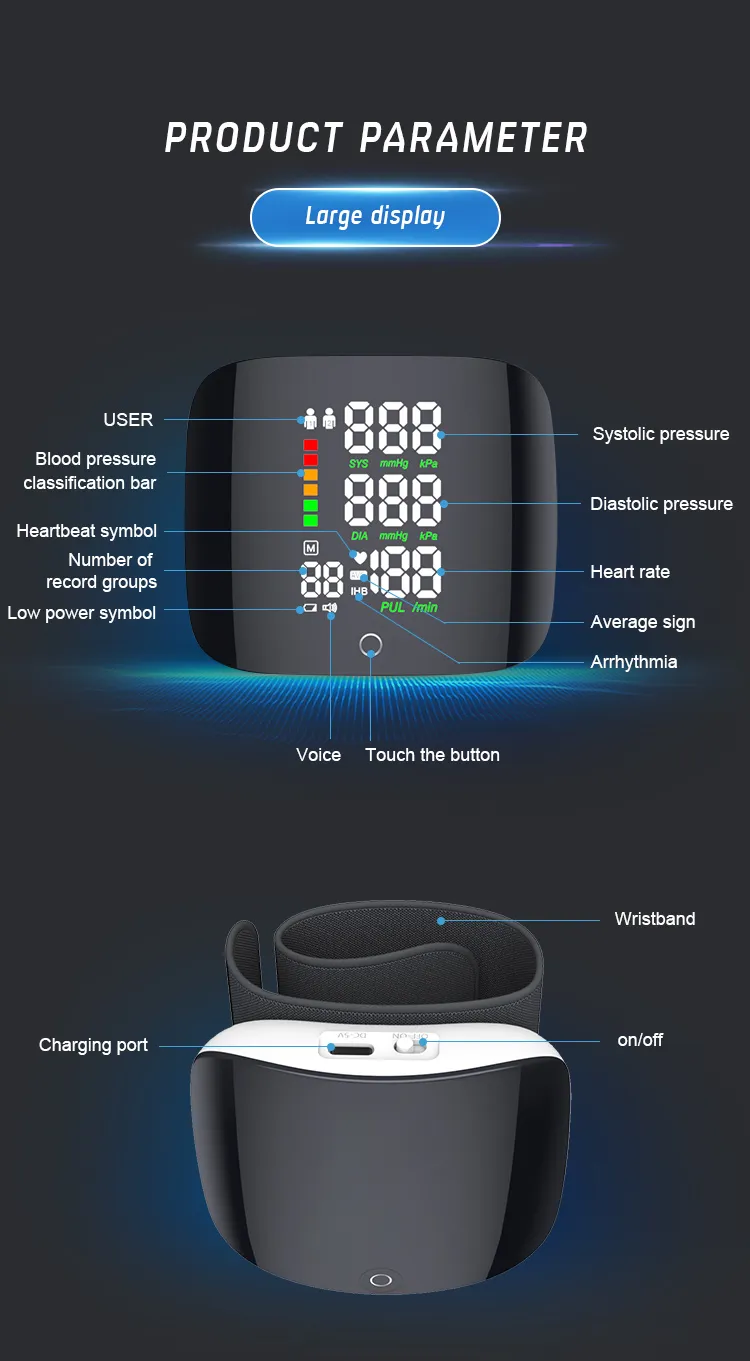 PRODUCT PARAMETER
Large display
USER
Blood pressure
classification bar
Heartbeat symbol
Number of
record groups
Low power symbol
888
SYS mmHg kPa
888
DIA mmHg kPa
M
88
188
IHB
PUL /min
Systolic pressure
Diastolic pressure
Heart rate
Average sign
Arrhythmia
Voice
Touch the button
Wristband
Charging port
DC-5V
OFF-ON
on/off